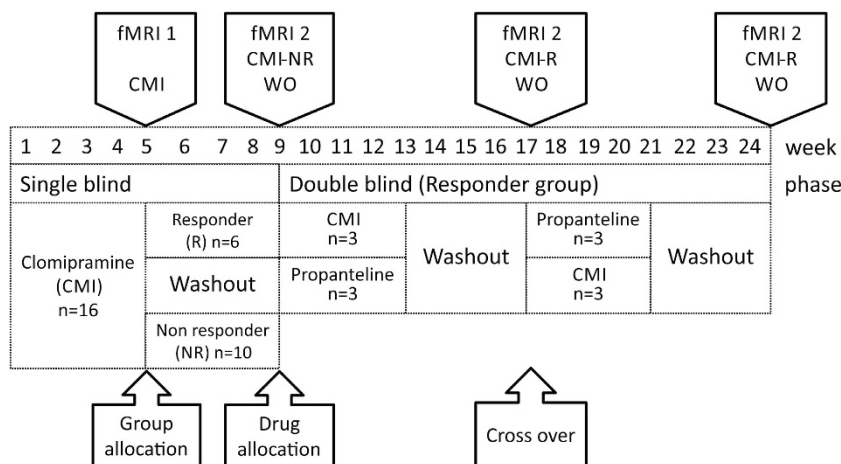 fMRI 1
CMI
fMRI 2
CMI-NR
WO
fMRI 2
CMI-R
WO
fMRI 2
CMI-R
WO
1 2 3 4 5 6 7 8 9 10 11 12 13 14 15 16 17 18 19 20 21 22 23 24 week
Single blind Double blind (Responder group) phase
Clomipramine
(CMI)
n=16
Responder
(R) n=6
Washout
Non responder
(NR) n=10
CMI
n=3
Propanteline
n=3
Washout
Propanteline
n=3
CMI
n=3
Washout
Group
allocation
Drug
allocation
Cross over